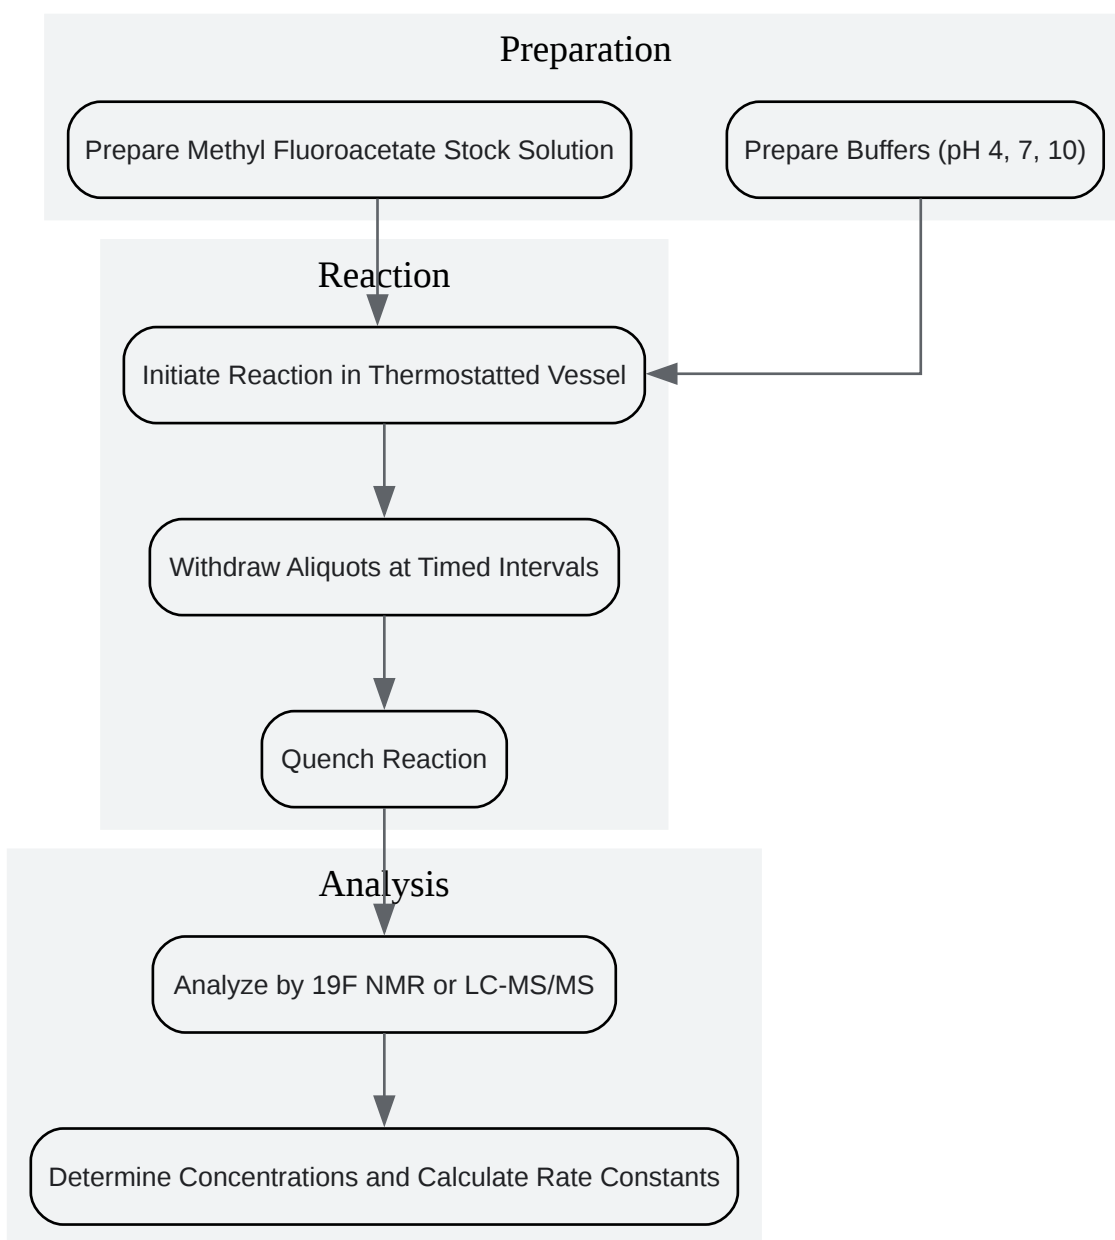 Preparation
Prepare Methyl Fluoroacetate Stock Solution
Prepare Buffers (pH 4, 7, 10)
Reaction
Initiate Reaction in Thermostatted Vessel
Withdraw Aliquots at Timed Intervals
Quench Reaction
Analysis
Analyze by 19F NMR or LC-MS/MS
Determine Concentrations and Calculate Rate Constants